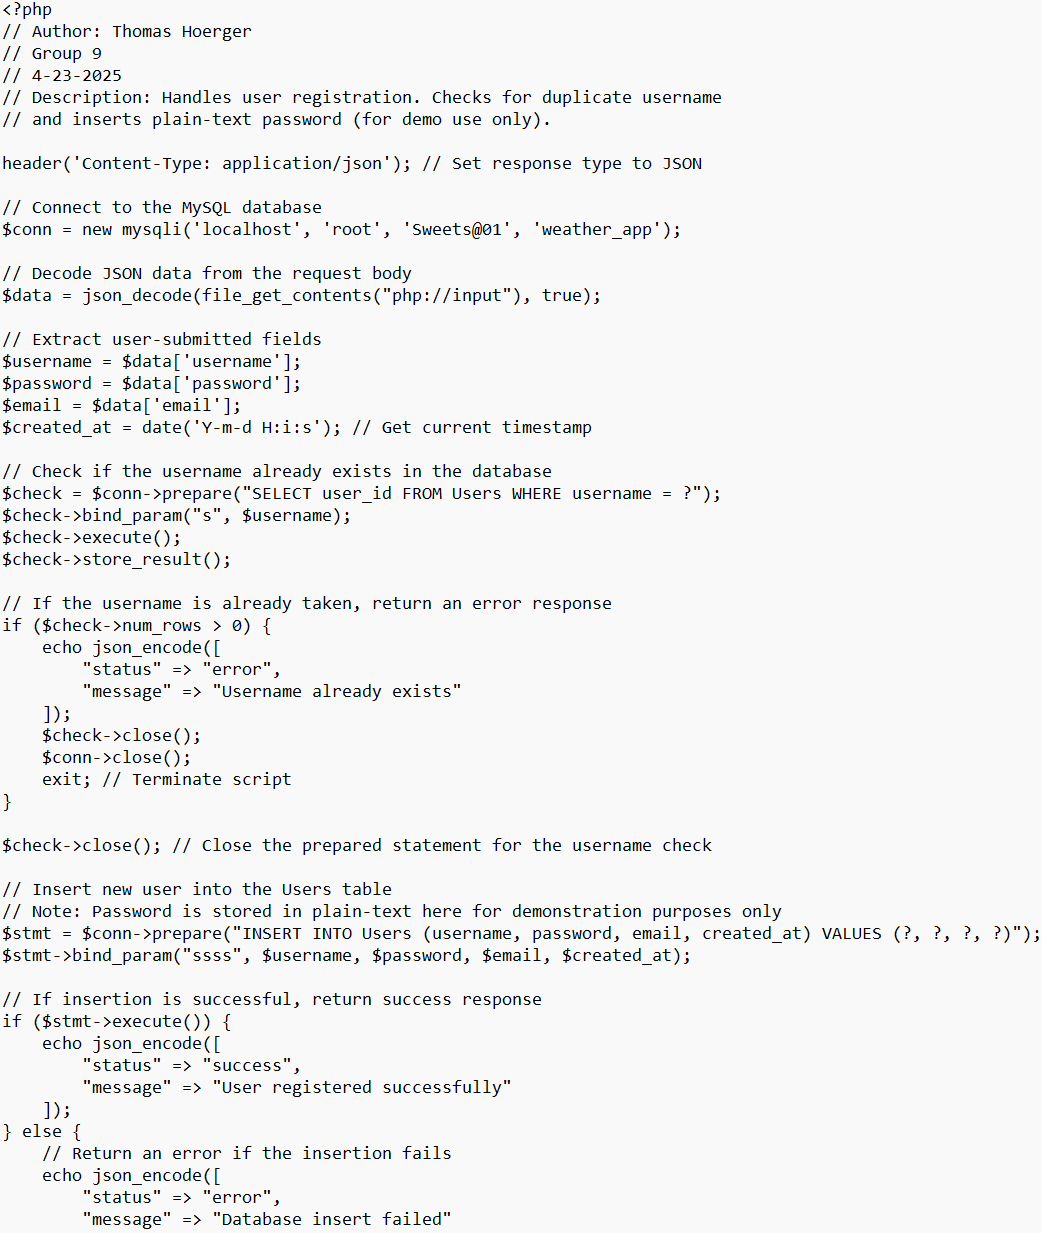 <?php
// Author: Thomas Hoerger
// Group 9
// 4-23-2025
// Description: Handles user registration. Checks for duplicate username
// and inserts plain-text password (for demo use only).

header('Content-Type: application/json'); // Set response type to JSON

// Connect to the MySQL database
$conn = new mysqli('localhost', 'root', 'Sweets@01', 'weather_app');

// Decode JSON data from the request body
$data = json_decode(file_get_contents("php://input"), true);

// Extract user-submitted fields
$username = $data['username'];
$password = $data['password'];
$email = $data['email'];
$created_at = date('Y-m-d H:i:s'); // Get current timestamp

// Check if the username already exists in the database
$check = $conn->prepare("SELECT user_id FROM Users WHERE username = ?");
$check->bind_param("s", $username);
$check->execute();
$check->store_result();

// If the username is already taken, return an error response
if ($check->num_rows > 0) {
    echo json_encode([
        "status" => "error",
        "message" => "Username already exists"
    ]);
    $check->close();
    $conn->close();
    exit; // Terminate script
}

$check->close(); // Close the prepared statement for the username check

// Insert new user into the Users table
// Note: Password is stored in plain-text here for demonstration purposes only
$stmt = $conn->prepare("INSERT INTO Users (username, password, email, created_at) VALUES (?, ?, ?, ?)");
$stmt->bind_param("ssss", $username, $password, $email, $created_at);

// If insertion is successful, return success response
if ($stmt->execute()) {
    echo json_encode([
        "status" => "success",
        "message" => "User registered successfully"
    ]);
} else {
    // Return an error if the insertion fails
    echo json_encode([
        "status" => "error",
        "message" => "Database insert failed"